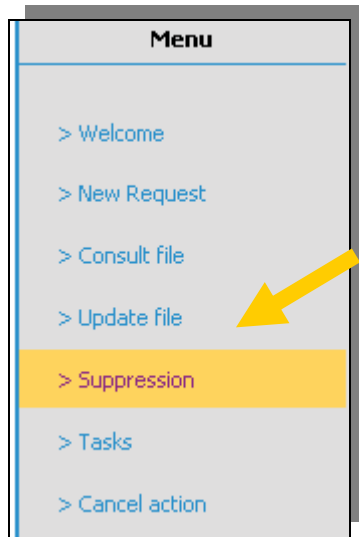 Menu
> Welcome
> New Request
> Consult file
> Update file
> Suppression
> Tasks
> Cancel action